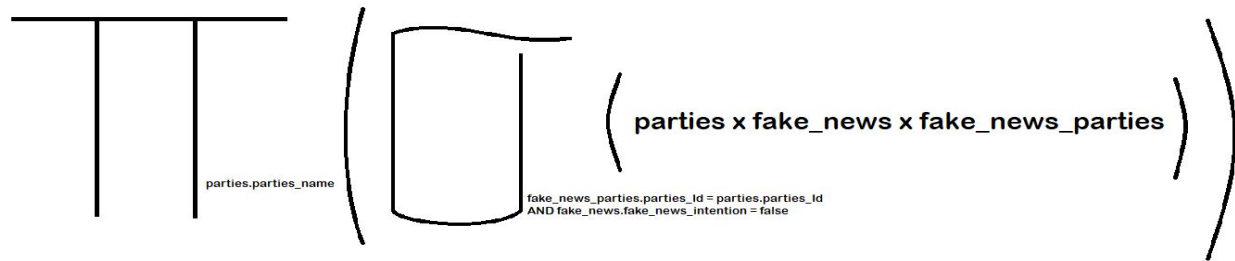 parties x fake_news x fake_news_parties
parties.parties_name
fake_news_parties.parties_Id = parties.parties_Id
AND fake_news.fake_news_intention = false